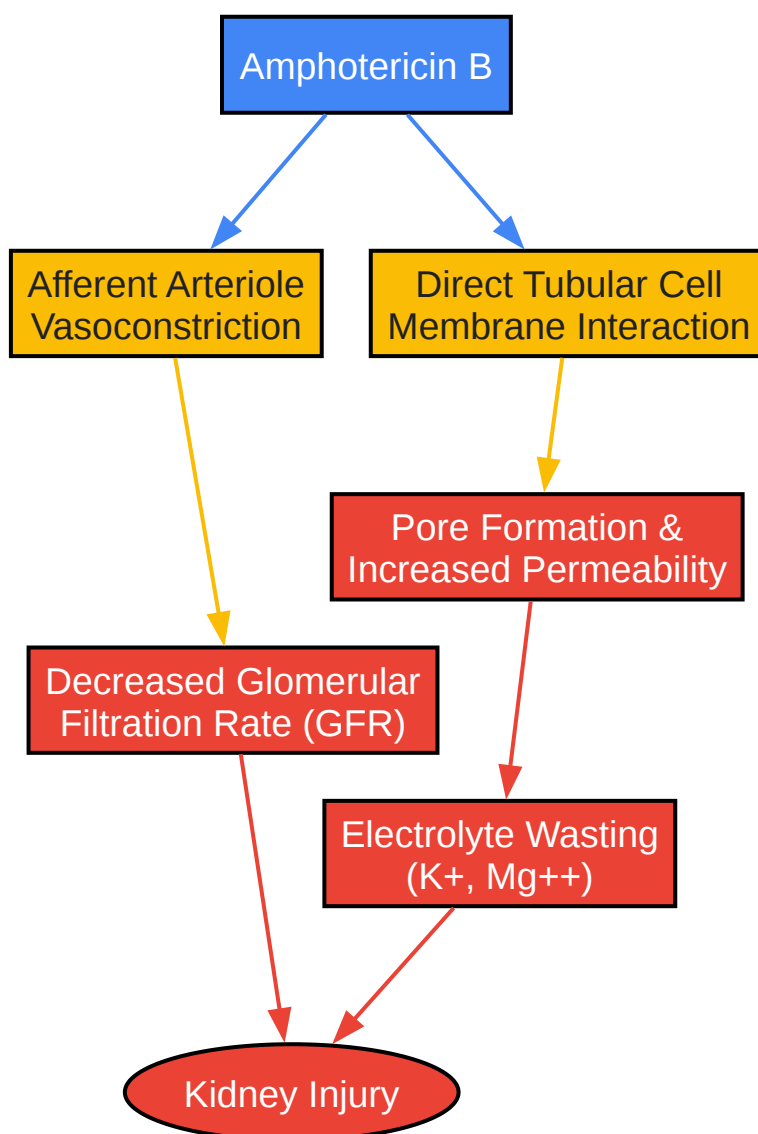 Amphotericin B
Afferent Arteriole
Vasoconstriction
Direct Tubular Cell
Membrane Interaction
Pore Formation &
Increased Permeability
Decreased Glomerular
Filtration Rate (GFR)
Electrolyte Wasting
(K+, Mg++)
Kidney Injury